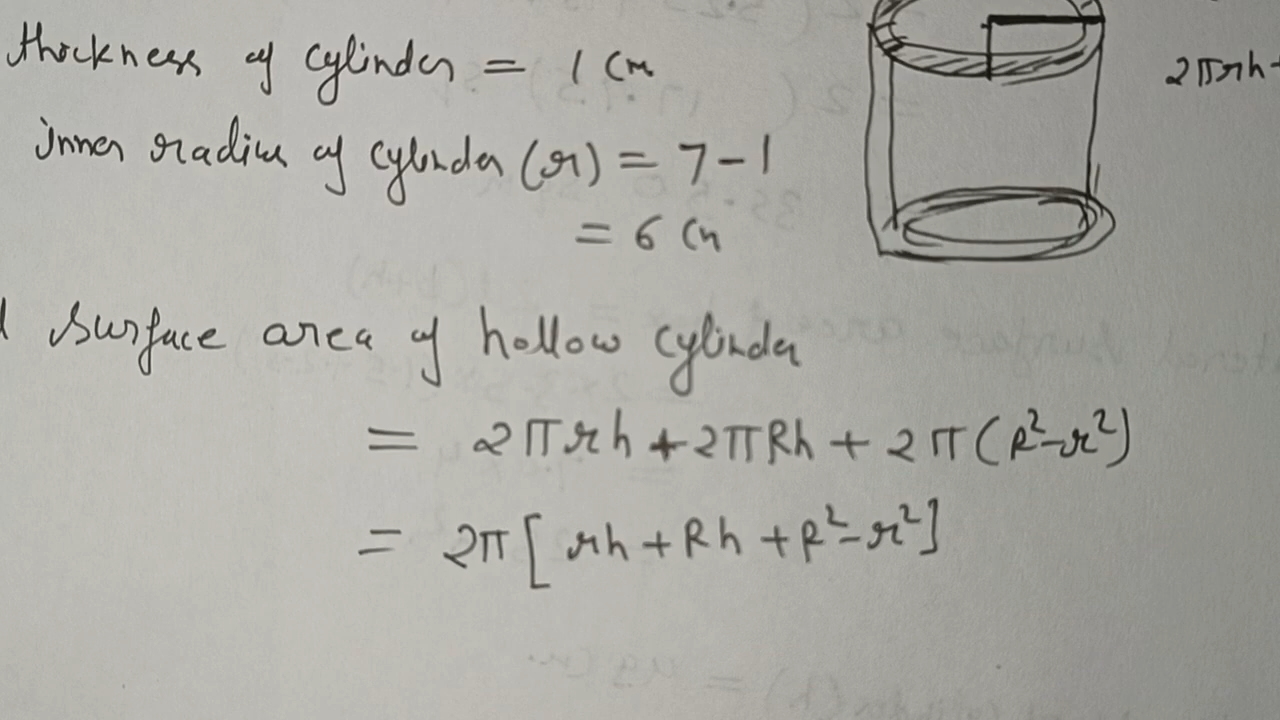 thickness of cylinder = 1 cm
2πrh
inner radius of cylinder (r) = 7 - 1
= 6 cm
surface area of hollow cylinder
= 2πrh + 2πRh + 2π(R²-r²)
= 2π[rh + Rh + R²-r²]